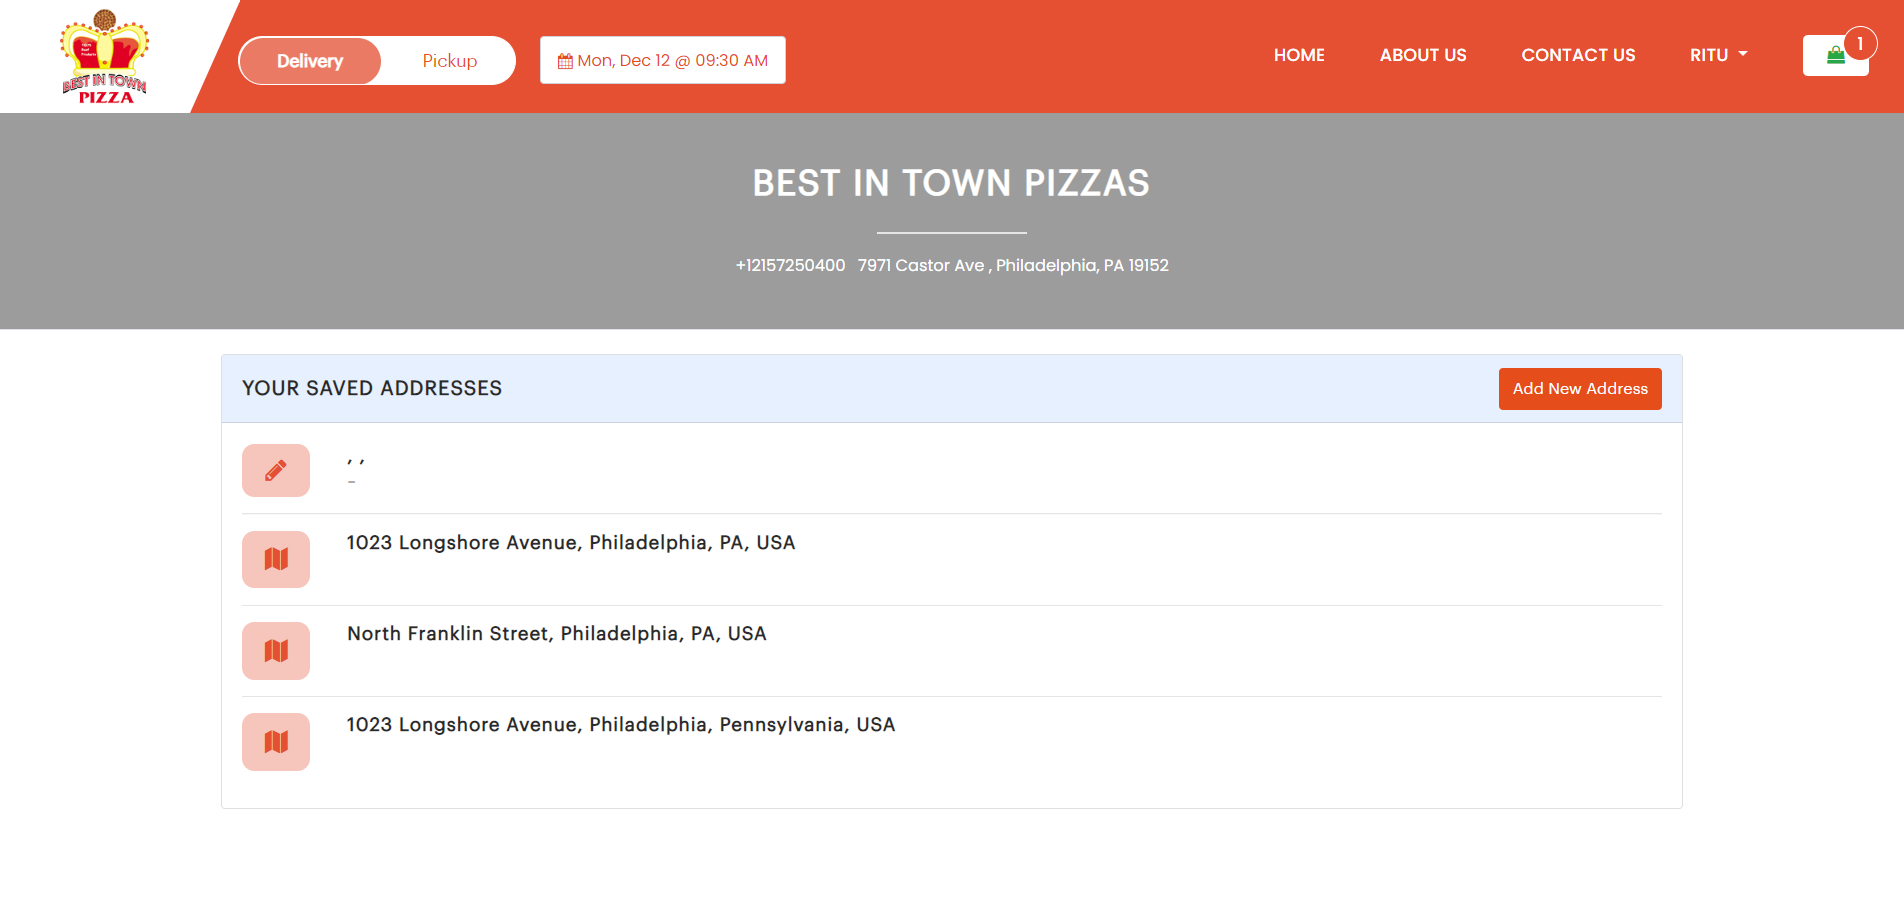 BEST IN TOWN
PIZZA
Delivery
Pickup
Mon, Dec 12 @ 09:30 AM
HOME
ABOUT US
CONTACT US
RITU
1
BEST IN TOWN PIZZAS
+12157250400 7971 Castor Ave , Philadelphia, PA 19152
YOUR SAVED ADDRESSES
Add New Address
, ,
-
1023 Longshore Avenue, Philadelphia, PA, USA
North Franklin Street, Philadelphia, PA, USA
1023 Longshore Avenue, Philadelphia, Pennsylvania, USA